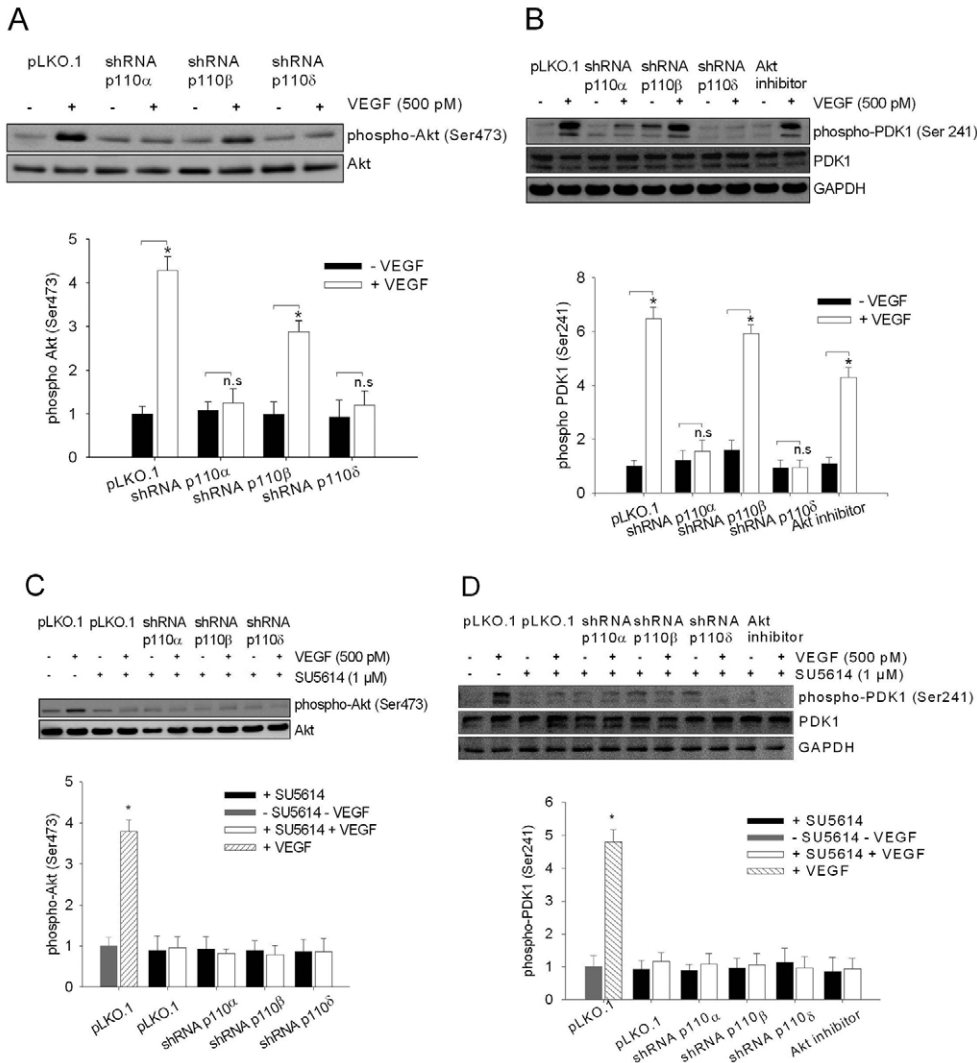 A
pLKO.1 shRNA p110α shRNA p110β shRNA p110δ
- + - + - + - + VEGF (500 pM)
phospho-Akt (Ser473)
Akt
phospho Akt (Ser473)
5
4
3
2
1
0
* n.s * n.s
- VEGF
+ VEGF
pLKO.1
shRNA p110α
shRNA p110β
shRNA p110δ
B
pLKO.1 shRNA p110α shRNA p110β shRNA p110δ Akt inhibitor
- + - + - + - + - + VEGF (500 pM)
phospho-PDK1 (Ser 241)
PDK1
GAPDH
phospho PDK1 (Ser241)
8
6
4
2
0
* n.s * n.s *
- VEGF
+ VEGF
pLKO.1
shRNA p110α
shRNA p110β
shRNA p110δ
Akt inhibitor
C
pLKO.1 pLKO.1 shRNA p110α shRNA p110β shRNA p110δ
- + - + - + - + - + VEGF (500 pM)
- - + + + + + + + + SU5614 (1 µM)
phospho-Akt (Ser473)
Akt
phospho-Akt (Ser473)
5
4
3
2
1
0
*
+ SU5614
- SU5614 - VEGF
+ SU5614 + VEGF
+ VEGF
pLKO.1
pLKO.1
shRNA p110α
shRNA p110β
shRNA p110δ
D
pLKO.1 pLKO.1 shRNA p110α shRNA p110β shRNA p110δ Akt inhibitor
- + - + - + - + - + - + VEGF (500 pM)
- - + + + + + + + + + + SU5614 (1 µM)
phospho-PDK1 (Ser241)
PDK1
GAPDH
phospho-PDK1 (Ser241)
6
5
4
3
2
1
0
*
+ SU5614
- SU5614 - VEGF
+ SU5614 + VEGF
+ VEGF
pLKO.1
pLKO.1
shRNA p110α
shRNA p110β
shRNA p110δ
Akt inhibitor